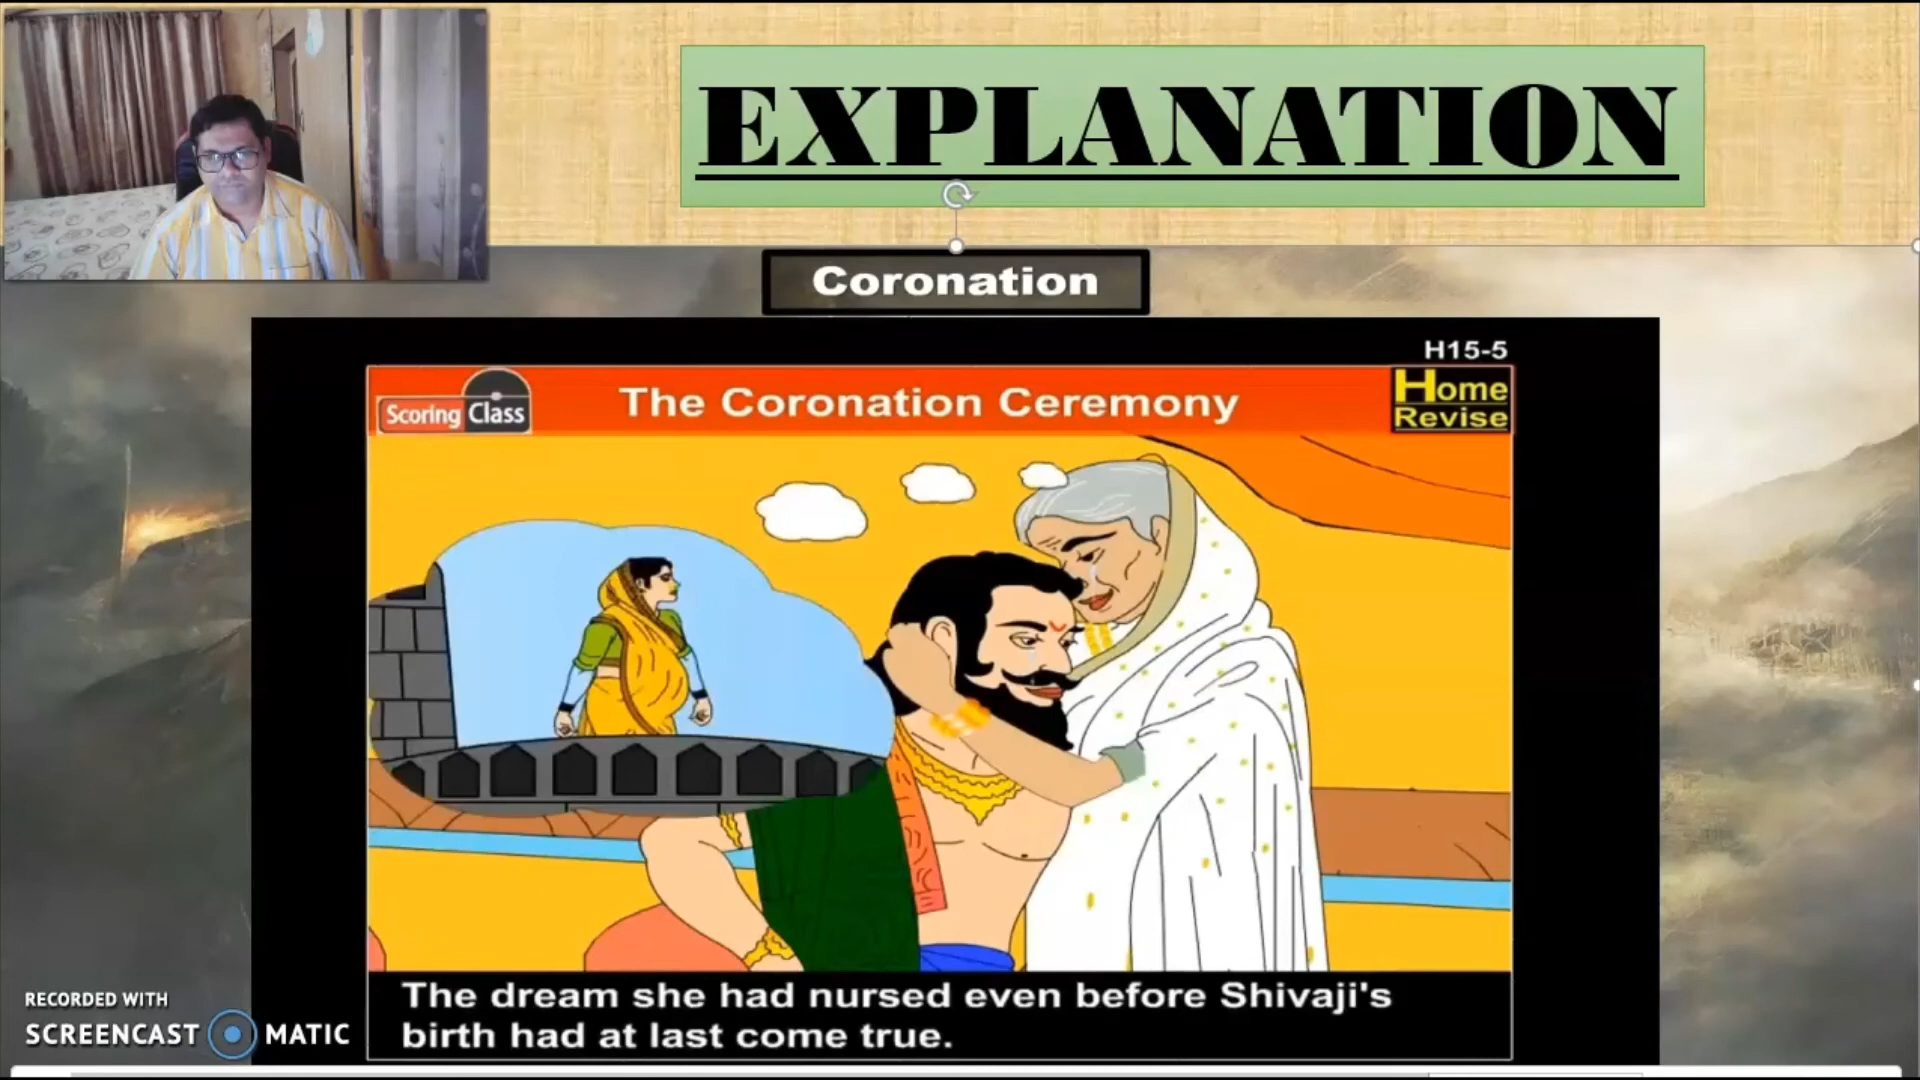 EXPLANATION
Coronation
H15-5
Scoring Class
The Coronation Ceremony
Home
Revise
The dream she had nursed even before Shivaji's
birth had at last come true.
RECORDED WITH
SCREENCAST MATIC